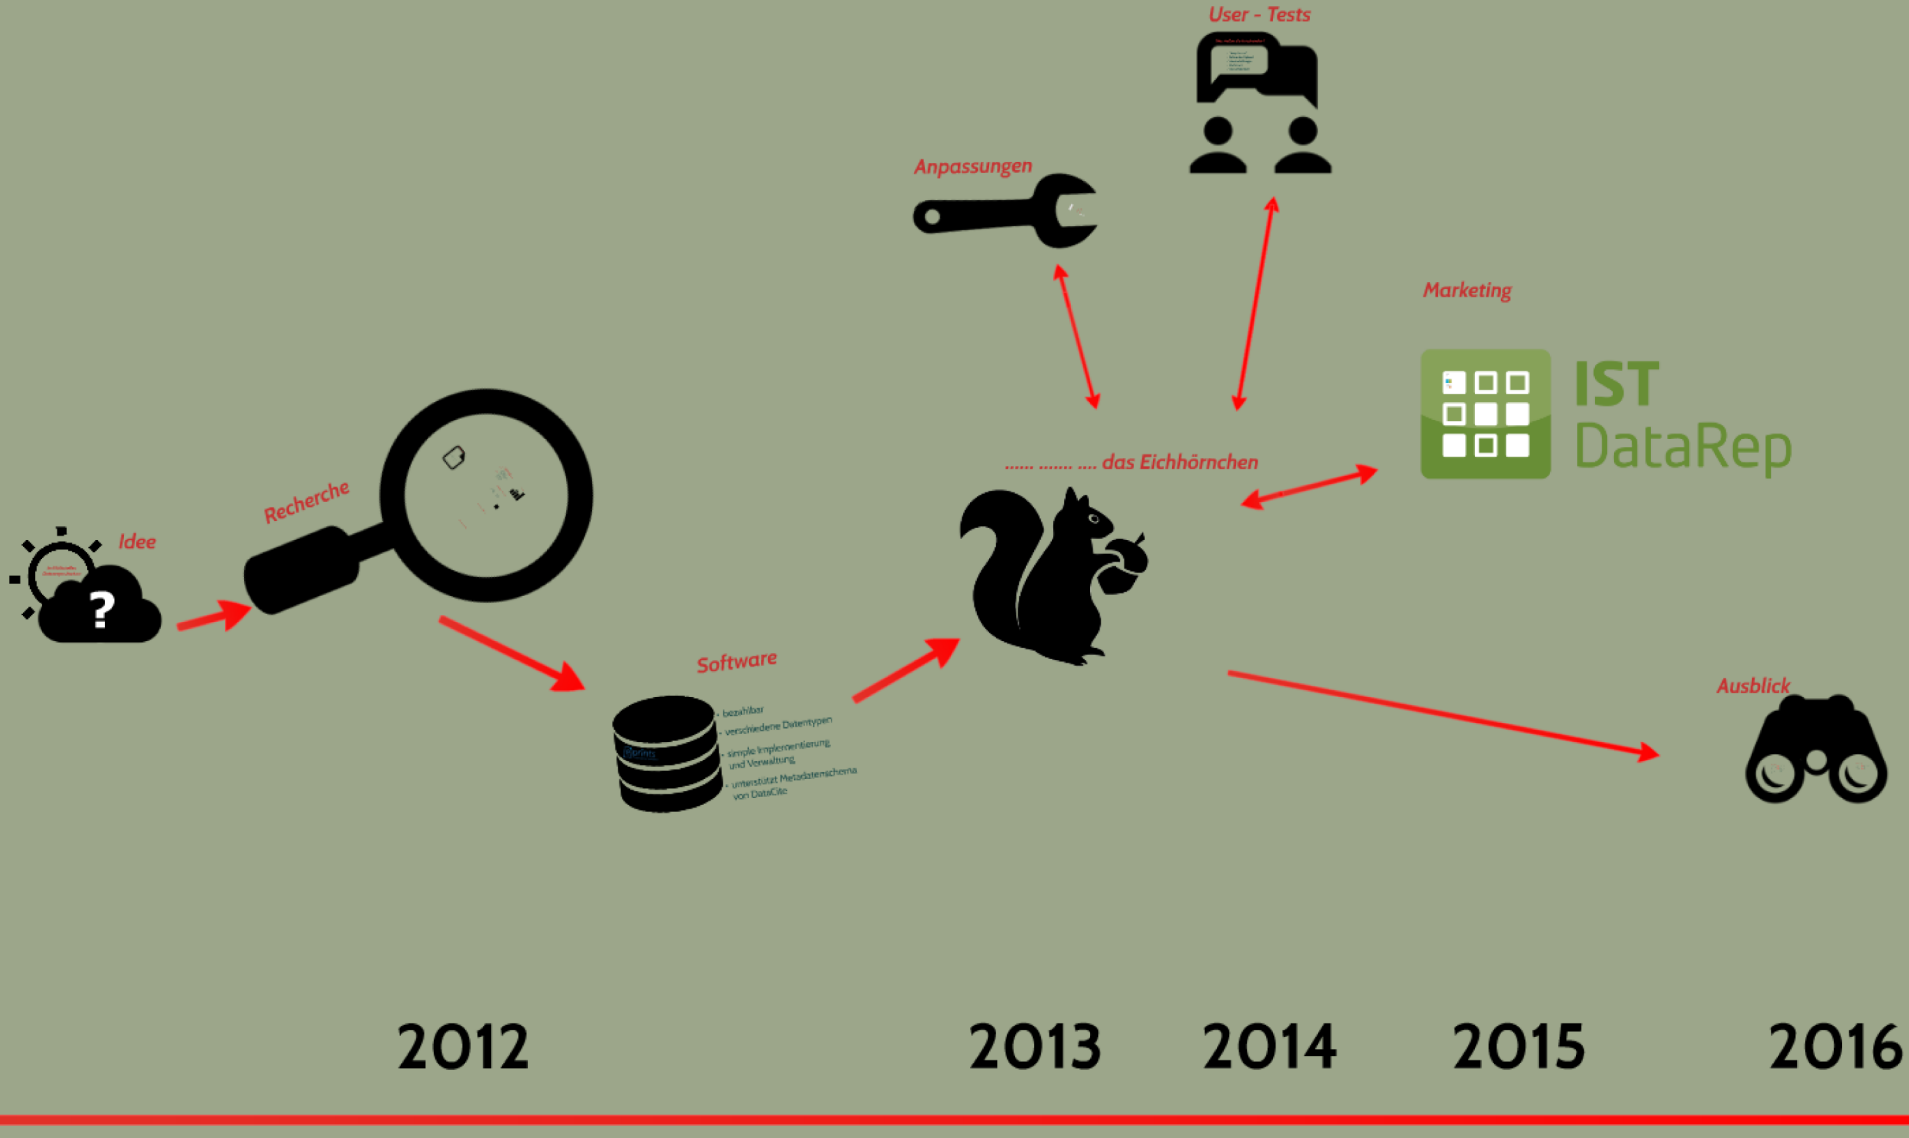 User - Tests
Anpassungen
Marketing
IST
DataRep
...... ....... .... das Eichhörnchen
Recherche
Idee
?
Software
- bezahlbar
- verschiedene Datentypen
- simple Implementierung
und Verwaltung
- unterstützt Metadatenschema
von DataCite
eprints
Ausblick
2012
2013
2014
2015
2016